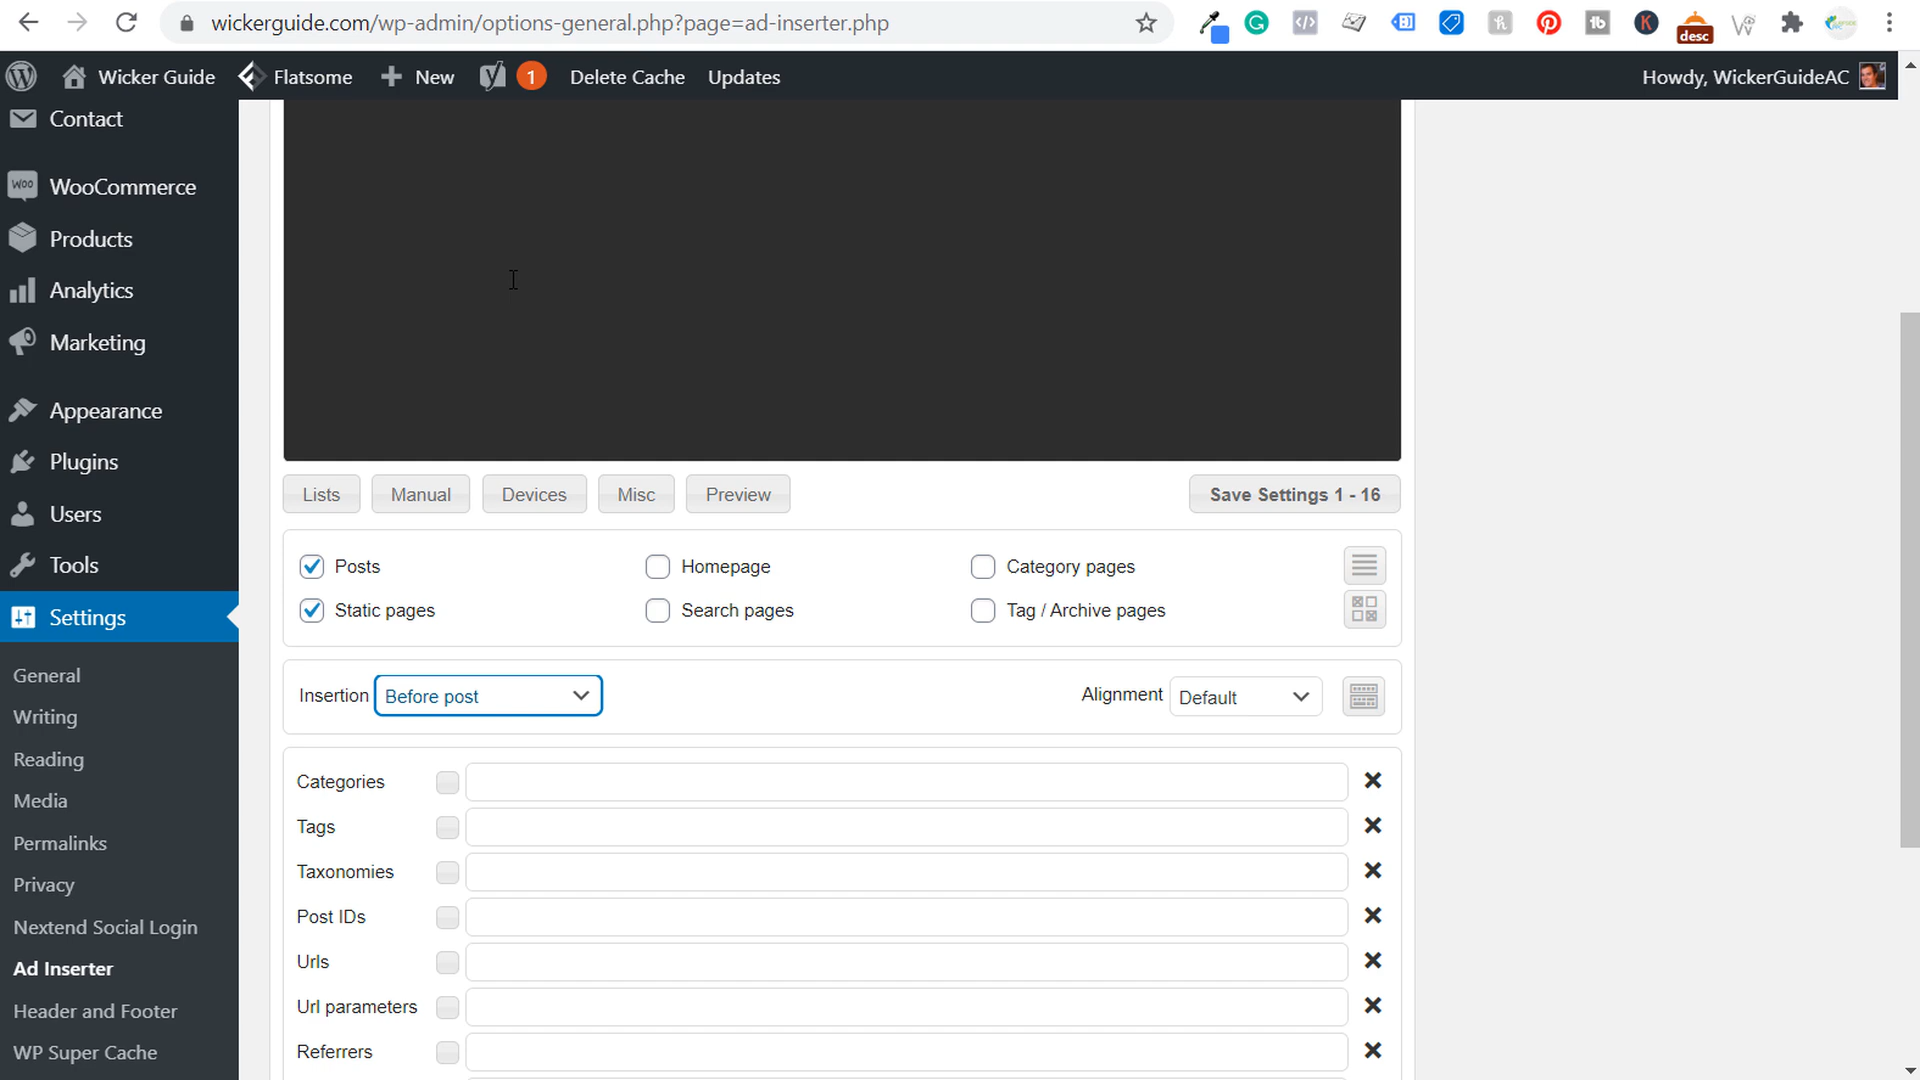 wickerguide.com/wp-admin/options-general.php?page=ad-inserter.php
desc
Wicker Guide
Flatsome
New
1
Delete Cache
Updates
Howdy, WickerGuideAC
Contact
WooCommerce
Products
Analytics
Marketing
Appearance
Plugins
Users
Tools
Settings
General
Writing
Reading
Media
Permalinks
Privacy
Nextend Social Login
Ad Inserter
Header and Footer
WP Super Cache
Lists
Manual
Devices
Misc
Preview
Save Settings 1 - 16
Posts
Homepage
Category pages
Static pages
Search pages
Tag / Archive pages
Insertion
Before post
Alignment
Default
Categories
Tags
Taxonomies
Post IDs
Urls
Url parameters
Referrers